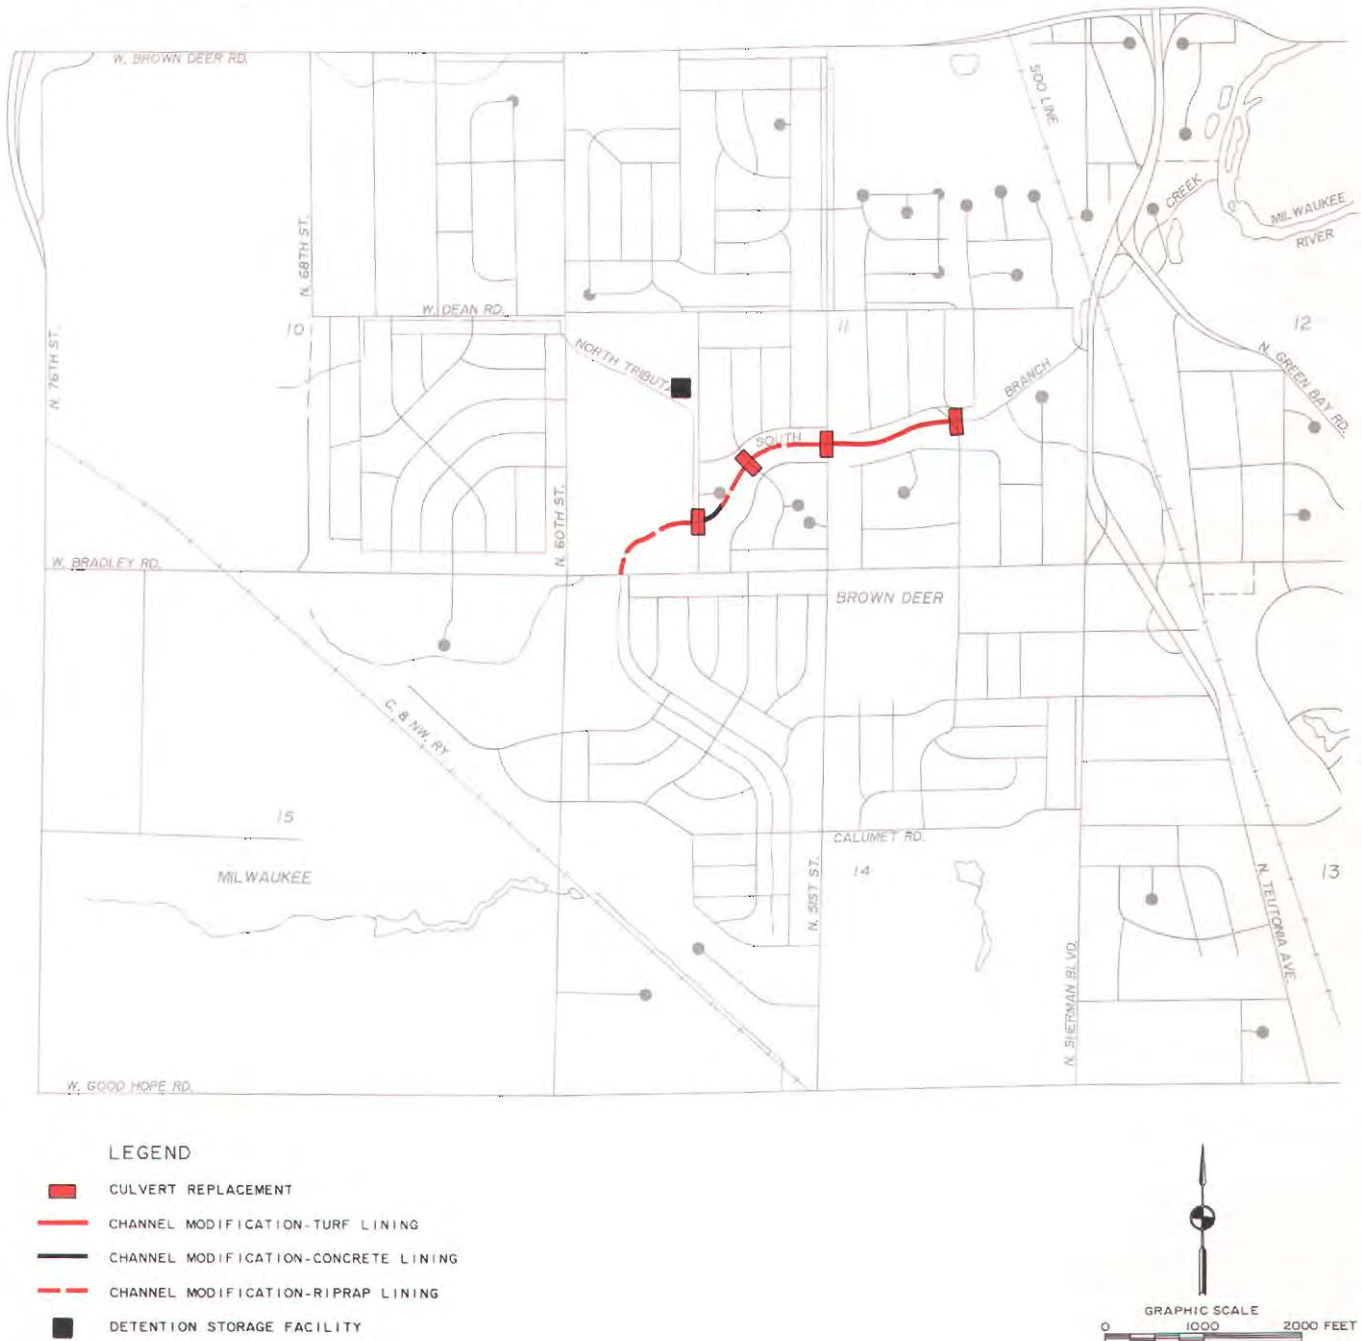 W. BROWN DEER RD.
SOO LINE
CREEK
MILWAUKEE
RIVER
N. 68TH ST.
W. DEAN RD.
10
11
12
N. 76TH ST.
NORTH TRIBUTA
BRANCH
N. GREEN BAY RD.
SOUTH
N. 60TH ST.
W. BRADLEY RD.
BROWN DEER
C. & NW. RY
15
CALUMET RD.
MILWAUKEE
14
13
N. 51ST ST.
N. TEUTONIA AVE.
N. SHERMAN BLVD.
W. GOOD HOPE RD.
LEGEND
CULVERT REPLACEMENT
CHANNEL MODIFICATION-TURF LINING
CHANNEL MODIFICATION-CONCRETE LINING
CHANNEL MODIFICATION-RIPRAP LINING
DETENTION STORAGE FACILITY
GRAPHIC SCALE
0 1000 2000 FEET